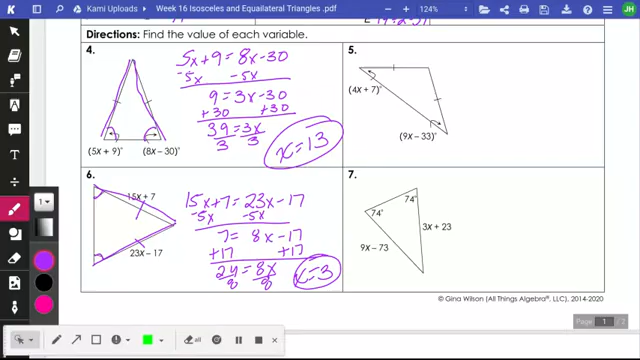 Kami Uploads
Week 16 Isosceles and Equilateral Triangles.pdf
124%
JH
Directions: Find the value of each variable.
4.
5x+9=8x-30
-5x -5x
9=3x-30
+30 +30
39=3x
3 3
x=13
(5x + 9)°
(8x – 30)°
5.
(4x + 7)°
(9x – 33)°
6.
15x + 7
23x – 17
15x+7=23x-17
-5x -5x
7= 8x-17
+17 +17
24=8x
8 8
x=3
7.
74°
74°
3x + 23
9x – 73
© Gina Wilson (All Things Algebra®, LLC), 2014-2020
Page 1 / 2
1
all